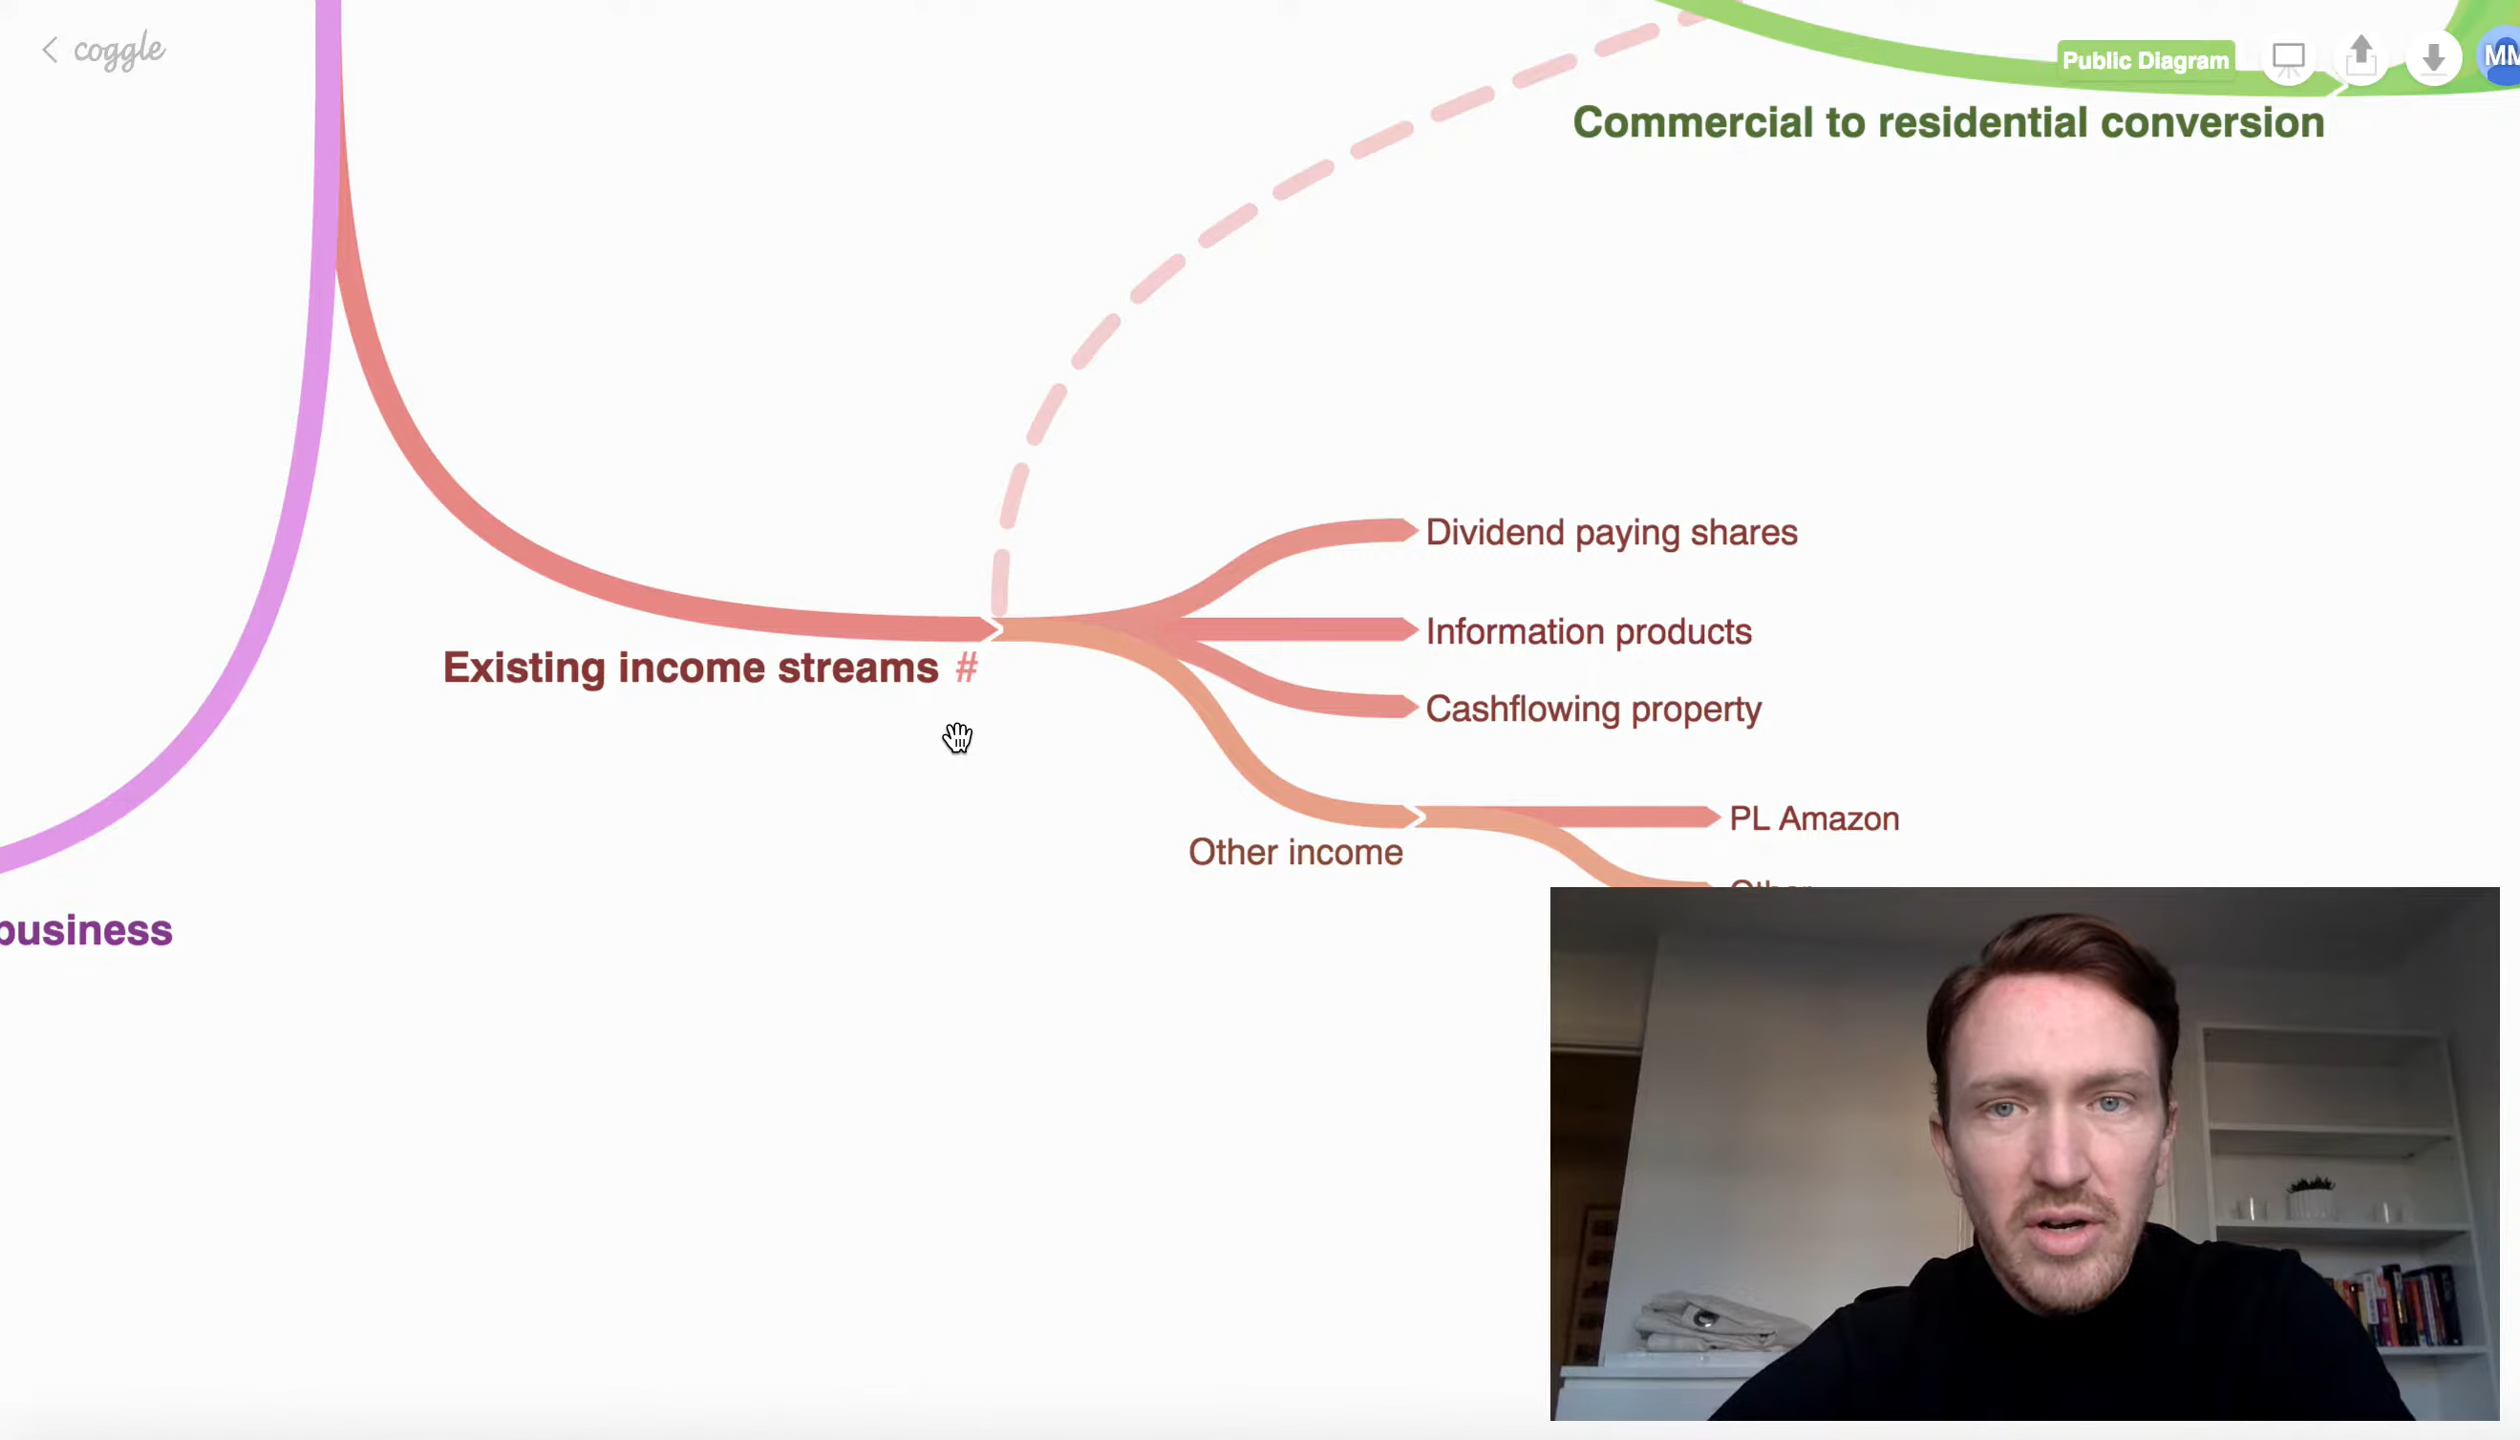 coggle
Public Diagram
MM
Commercial to residential conversion
Dividend paying shares
Information products
Existing income streams #
Cashflowing property
PL Amazon
Other income
Other
business